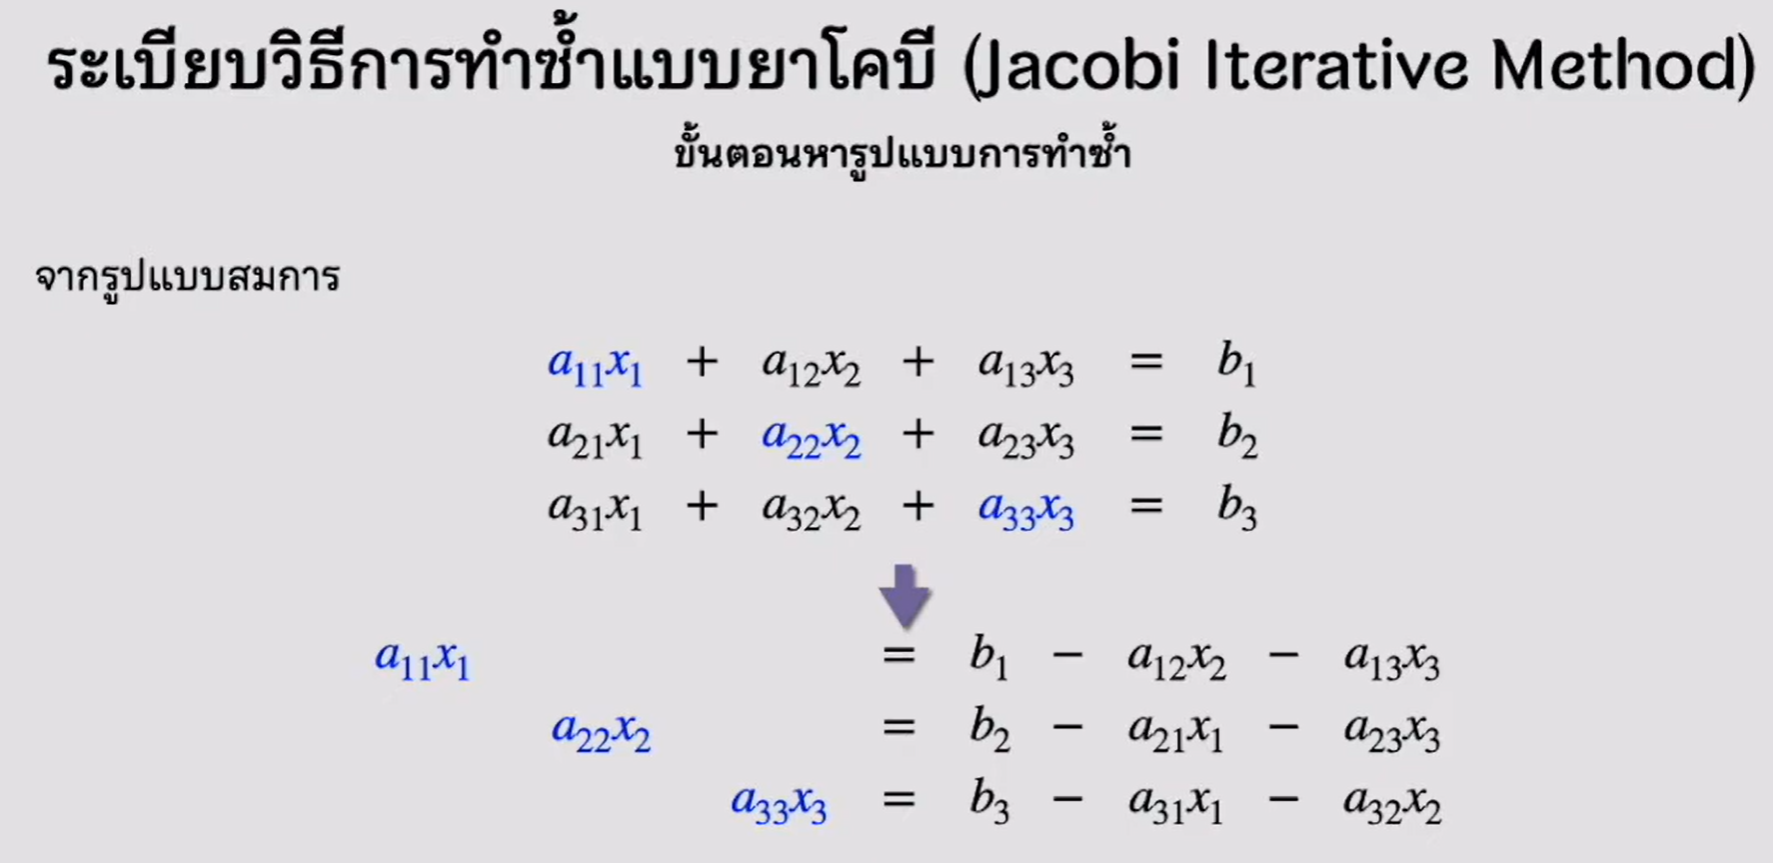 ระเบียบวิธีการทำซ้ำแบบยาโคบี (Jacobi Iterative Method)
ขั้นตอนหารูปแบบการทำซ้ำ
จากรูปแบบสมการ
a₁₁x₁ + a₁₂x₂ + a₁₃x₃ = b₁
a₂₁x₁ + a₂₂x₂ + a₂₃x₃ = b₂
a₃₁x₁ + a₃₂x₂ + a₃₃x₃ = b₃
a₁₁x₁ = b₁ − a₁₂x₂ − a₁₃x₃
a₂₂x₂ = b₂ − a₂₁x₁ − a₂₃x₃
a₃₃x₃ = b₃ − a₃₁x₁ − a₃₂x₂